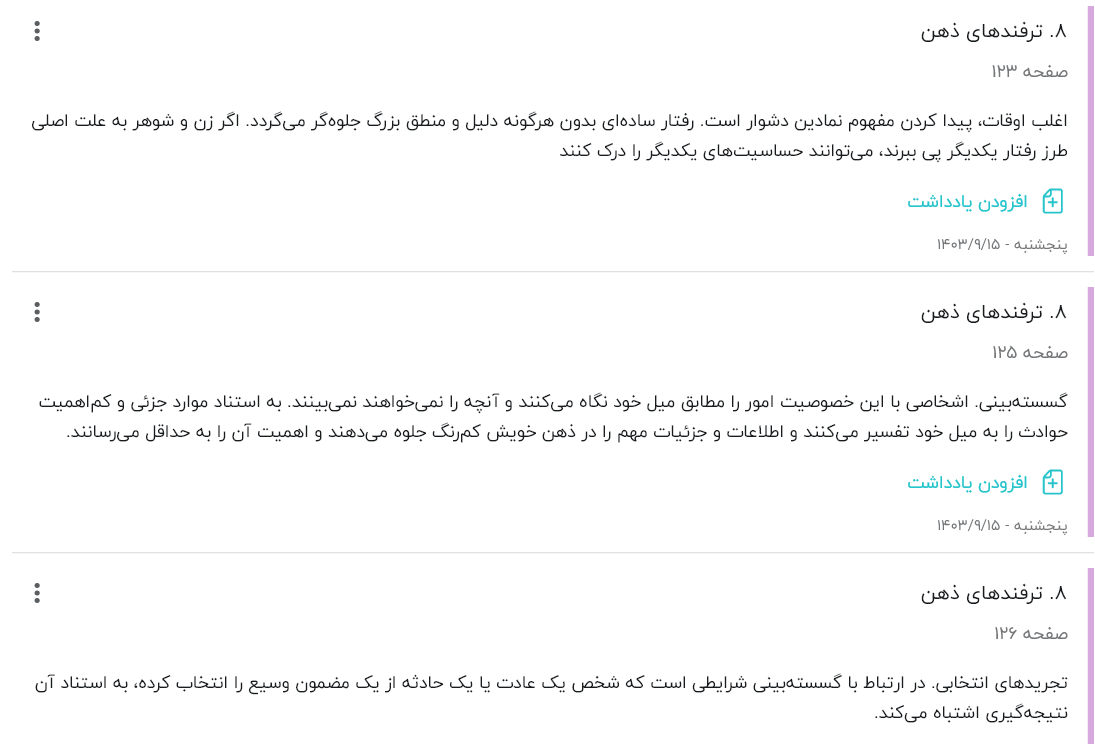 ۸. ترفندهای ذهن
صفحه ۱۲۳
اغلب اوقات، پیدا کردن مفهوم نمادین دشوار است. رفتار ساده‌ای بدون هرگونه دلیل و منطق بزرگ جلوه‌گر می‌گردد. اگر زن و شوهر به علت اصلی
طرز رفتار یکدیگر پی ببرند، می‌توانند حساسیت‌های یکدیگر را درک کنند
افزودن یادداشت
پنجشنبه - ۱۴۰۳/۹/۱۵
۸. ترفندهای ذهن
صفحه ۱۲۵
گسسته‌بینی. اشخاصی با این خصوصیت امور را مطابق میل خود نگاه می‌کنند و آنچه را نمی‌خواهند نمی‌بینند. به استناد موارد جزئی و کم‌اهمیت
حوادث را به میل خود تفسیر می‌کنند و اطلاعات و جزئیات مهم را در ذهن خویش کم‌رنگ جلوه می‌دهند و اهمیت آن را به حداقل می‌رسانند.
افزودن یادداشت
پنجشنبه - ۱۴۰۳/۹/۱۵
۸. ترفندهای ذهن
صفحه ۱۲۶
تجریدهای انتخابی. در ارتباط با گسسته‌بینی شرایطی است که شخص یک عادت یا یک حادثه از یک مضمون وسیع را انتخاب کرده، به استناد آن
نتیجه‌گیری اشتباه می‌کند.